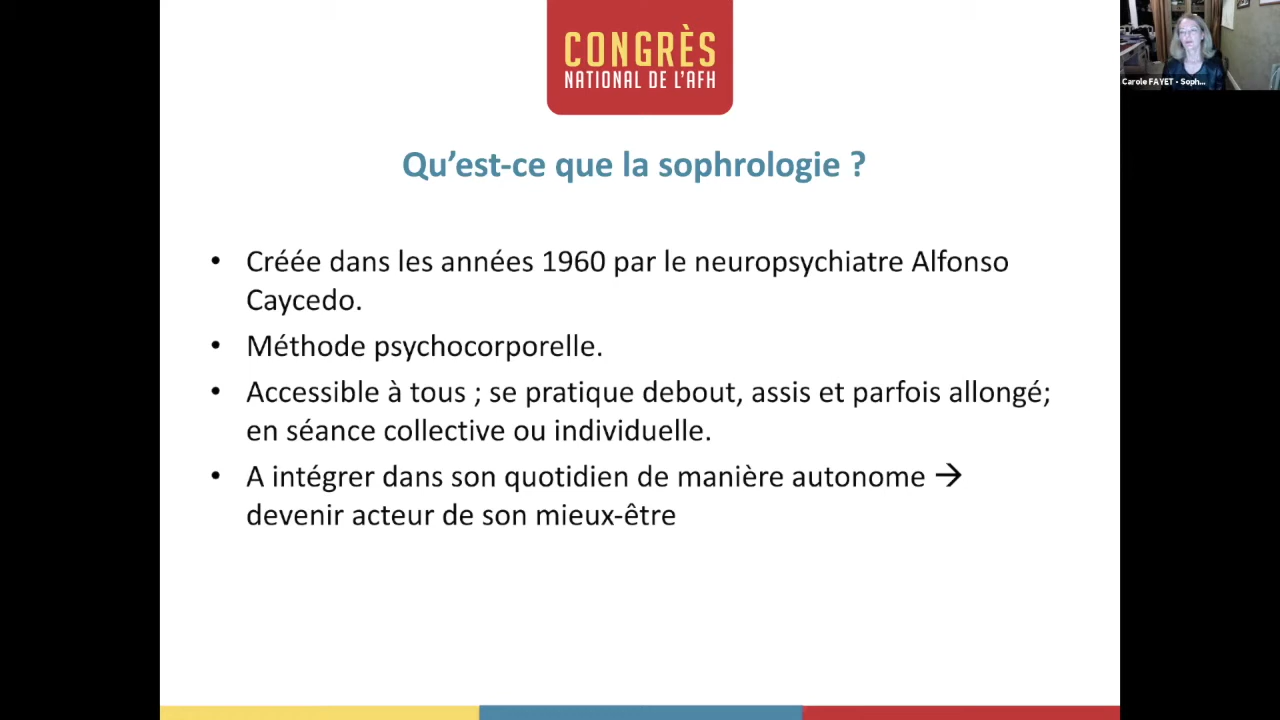 CONGRÈS
NATIONAL DE L'AFH
Carole FAYET - Soph...
Qu’est-ce que la sophrologie ?
• Créée dans les années 1960 par le neuropsychiatre Alfonso
Caycedo.
• Méthode psychocorporelle.
• Accessible à tous ; se pratique debout, assis et parfois allongé;
en séance collective ou individuelle.
• A intégrer dans son quotidien de manière autonome →
devenir acteur de son mieux-être